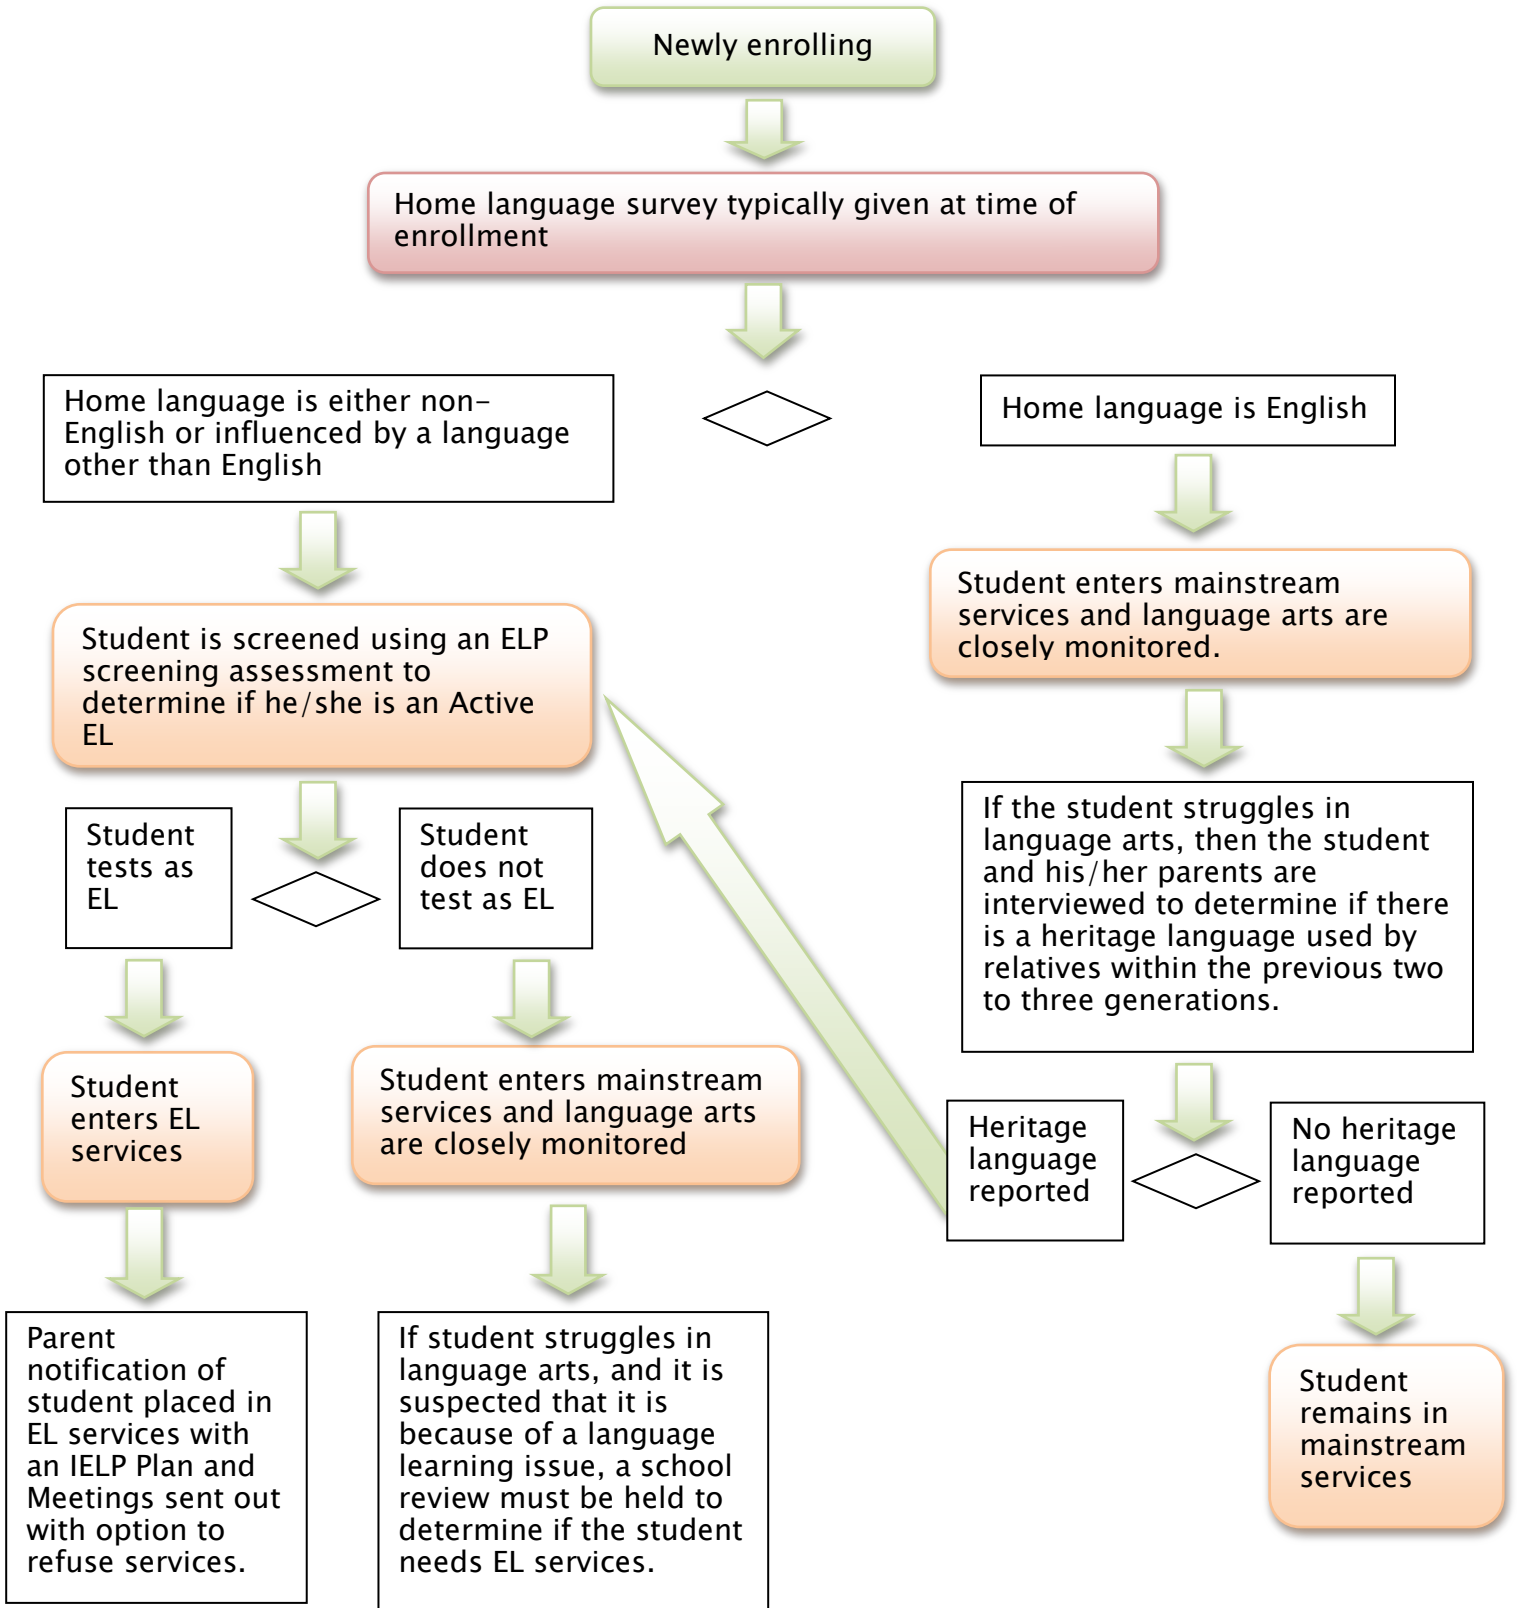 Newly enrolling
Home language survey typically given at time of
enrollment
Home language is either non-
English or influenced by a language
other than English
Home language is English
Student is screened using an ELP
screening assessment to
determine if he/she is an Active
EL
Student enters mainstream
services and language arts are
closely monitored.
Student
tests as
EL
Student
does not
test as EL
If the student struggles in
language arts, then the student
and his/her parents are
interviewed to determine if there
is a heritage language used by
relatives within the previous two
to three generations.
Student
enters EL
services
Student enters mainstream
services and language arts
are closely monitored
Heritage
language
reported
No heritage
language
reported
Parent
notification of
student placed in
EL services with
an IELP Plan and
Meetings sent out
with option to
refuse services.
If student struggles in
language arts, and it is
suspected that it is
because of a language
learning issue, a school
review must be held to
determine if the student
needs EL services.
Student
remains in
mainstream
services